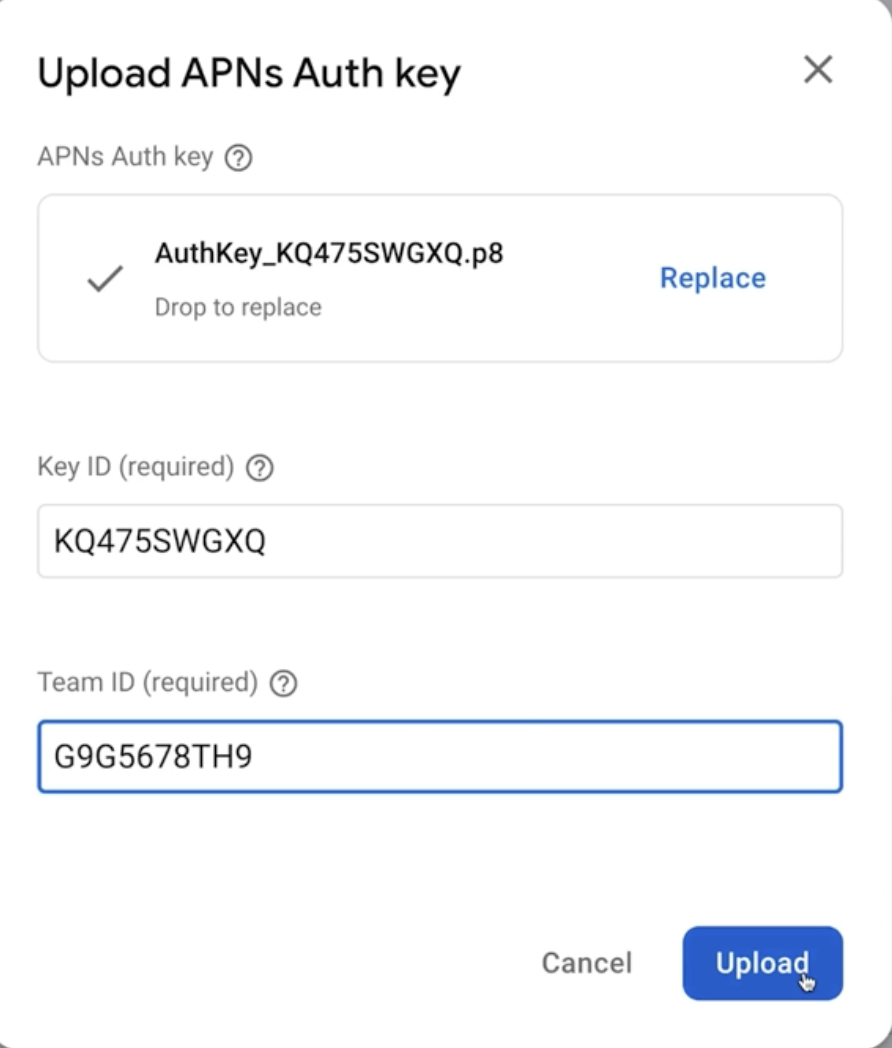 Upload APNs Auth key
APNs Auth key
AuthKey_KQ475SWGXQ.p8
Drop to replace
Replace
Key ID (required)
KQ475SWGXQ
Team ID (required)
G9G5678TH9
Cancel
Upload